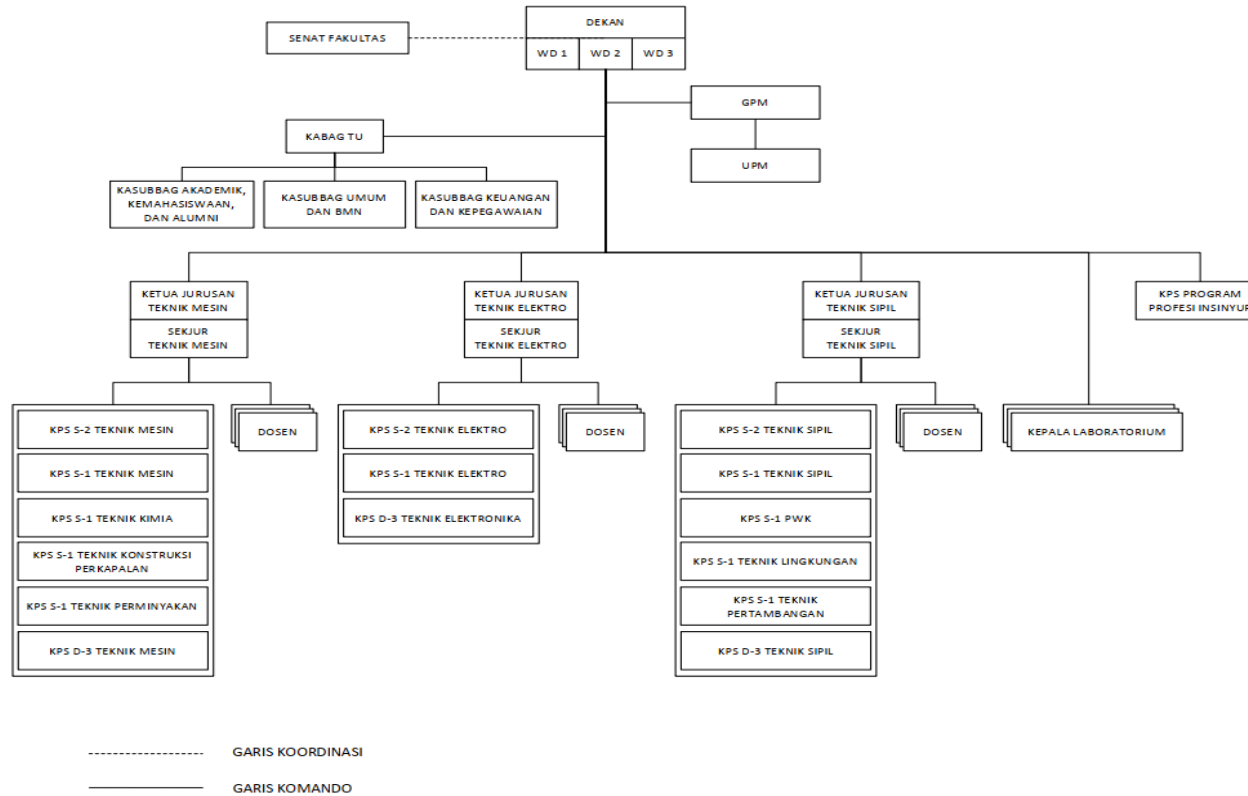 DEKAN
SENAT FAKULTAS
WD 1
WD 2
WD 3
GPM
KABAG TU
UPM
KASUBBAG AKADEMIK,
KEMAHASISWAAN,
DAN ALUMNI
KASUBBAG UMUM
DAN BMN
KASUBBAG KEUANGAN
DAN KEPEGAWAIAN
KETUA JURUSAN
TEKNIK MESIN
SEKJUR
TEKNIK MESIN
KETUA JURUSAN
TEKNIK ELEKTRO
SEKJUR
TEKNIK ELEKTRO
KETUA JURUSAN
TEKNIK SIPIL
SEKJUR
TEKNIK SIPIL
KPS PROGRAM
PROFESI INSINYUR
KPS S-2 TEKNIK MESIN
KPS S-1 TEKNIK MESIN
KPS S-1 TEKNIK KIMIA
KPS S-1 TEKNIK KONSTRUKSI
PERKAPALAN
KPS S-1 TEKNIK PERMINYAKAN
KPS D-3 TEKNIK MESIN
DOSEN
KPS S-2 TEKNIK ELEKTRO
KPS S-1 TEKNIK ELEKTRO
KPS D-3 TEKNIK ELEKTRONIKA
DOSEN
KPS S-2 TEKNIK SIPIL
KPS S-1 TEKNIK SIPIL
KPS S-1 PWK
KPS S-1 TEKNIK LINGKUNGAN
KPS S-1 TEKNIK
PERTAMBANGAN
KPS D-3 TEKNIK SIPIL
DOSEN
KEPALA LABORATORIUM
GARIS KOORDINASI
GARIS KOMANDO